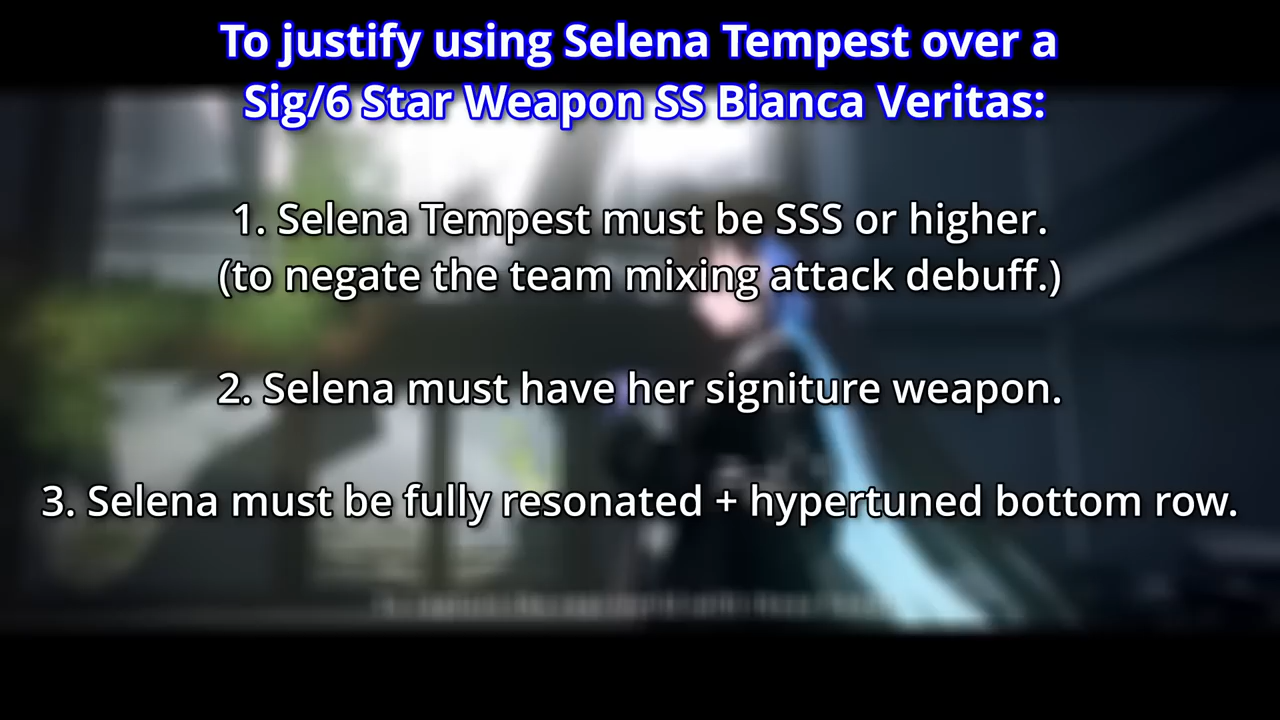 To justify using Selena Tempest over a
Sig/6 Star Weapon SS Bianca Veritas:
1. Selena Tempest must be SSS or higher.
(to negate the team mixing attack debuff.)
2. Selena must have her signiture weapon.
3. Selena must be fully resonated + hypertuned bottom row.